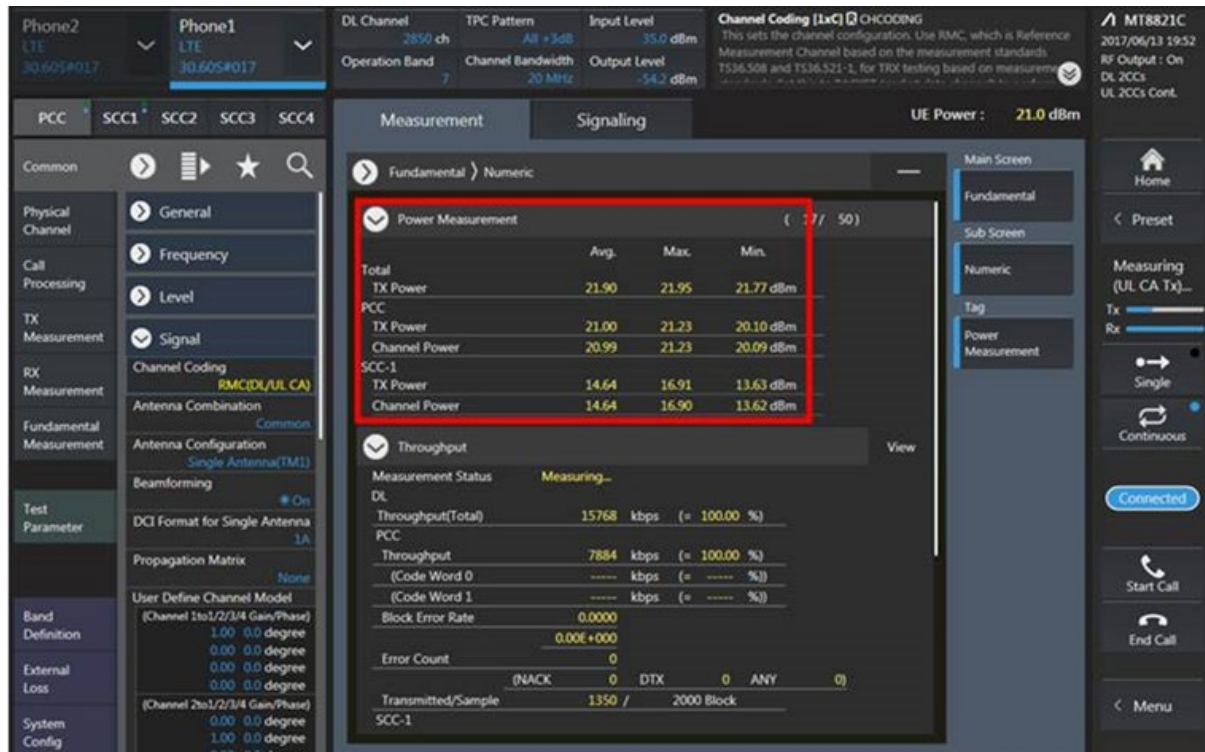 Phone2
LTE
30.60S#017
Phone1
LTE
30.60S#017
DL Channel
2850 ch
TPC Pattern
All +3dB
Input Level
35.0 dBm
Operation Band
7
Channel Bandwidth
20 MHz
Output Level
-54.2 dBm
Channel Coding [1xC] CHCODING
This sets the channel configuration. Use RMC, which is Reference
Measurement Channel based on the measurement standards
TS36.508 and TS36.521-1, for TRX testing based on measureme
MT8821C
2017/06/13 19:52
RF Output : On
DL 2CCs
UL 2CCs Cont.
PCC SCC1 SCC2 SCC3 SCC4
Measurement
Signaling
UE Power : 21.0 dBm
Common
Physical
Channel
Call
Processing
TX
Measurement
RX
Measurement
Fundamental
Measurement
Test
Parameter
Band
Definition
External
Loss
System
Config
General
Frequency
Level
Signal
Channel Coding
RMC(DL/UL CA)
Antenna Combination
Common
Antenna Configuration
Single Antenna(TM1)
Beamforming
On
DCI Format for Single Antenna
1A
Propagation Matrix
None
User Define Channel Model
(Channel 1to1/2/3/4 Gain/Phase)
1.00 0.0 degree
0.00 0.0 degree
0.00 0.0 degree
0.00 0.0 degree
(Channel 2to1/2/3/4 Gain/Phase)
0.00 0.0 degree
1.00 0.0 degree
Fundamental 〉 Numeric
Power Measurement ( 17/ 50)
Avg. Max. Min.
Total
TX Power 21.90 21.95 21.77 dBm
PCC
TX Power 21.00 21.23 20.10 dBm
Channel Power 20.99 21.23 20.09 dBm
SCC-1
TX Power 14.64 16.91 13.63 dBm
Channel Power 14.64 16.90 13.62 dBm
Throughput View
Measurement Status Measuring...
DL
Throughput(Total) 15768 kbps (= 100.00 %)
PCC
Throughput 7884 kbps (= 100.00 %)
(Code Word 0 ----- kbps (= ----- %))
(Code Word 1 ----- kbps (= ----- %))
Block Error Rate 0.0000
0.00E+000
Error Count 0
(NACK 0 DTX 0 ANY 0)
Transmitted/Sample 1350 / 2000 Block
SCC-1
Main Screen
Fundamental
Sub Screen
Numeric
Tag
Power
Measurement
Home
< Preset
Measuring
(UL CA Tx)...
Tx
Rx
Single
Continuous
Connected
Start Call
End Call
< Menu